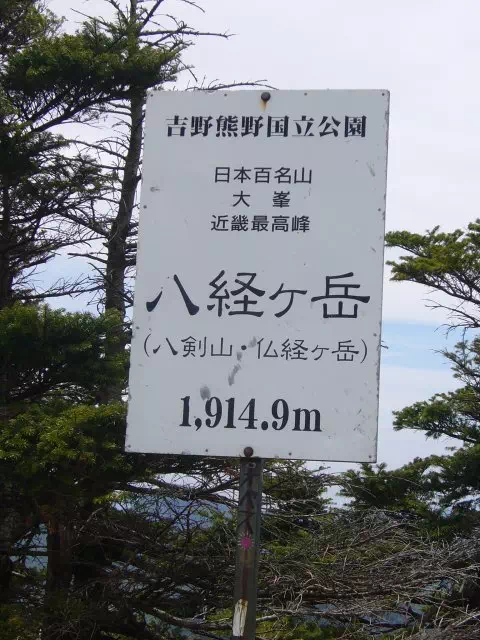 吉野熊野国立公園
日本百名山
大　峯
近畿最高峰
八経ヶ岳
(八剣山・仏経ヶ岳)
1,914.9m